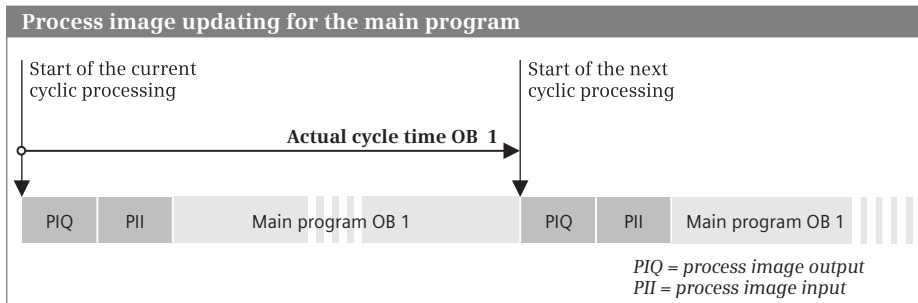 Process image updating for the main program
Start of the current
cyclic processing
Start of the next
cyclic processing
Actual cycle time OB 1
PIQ
PII
Main program OB 1
PIQ
PII
Main program OB 1
PIQ = process image output
PII = process image input